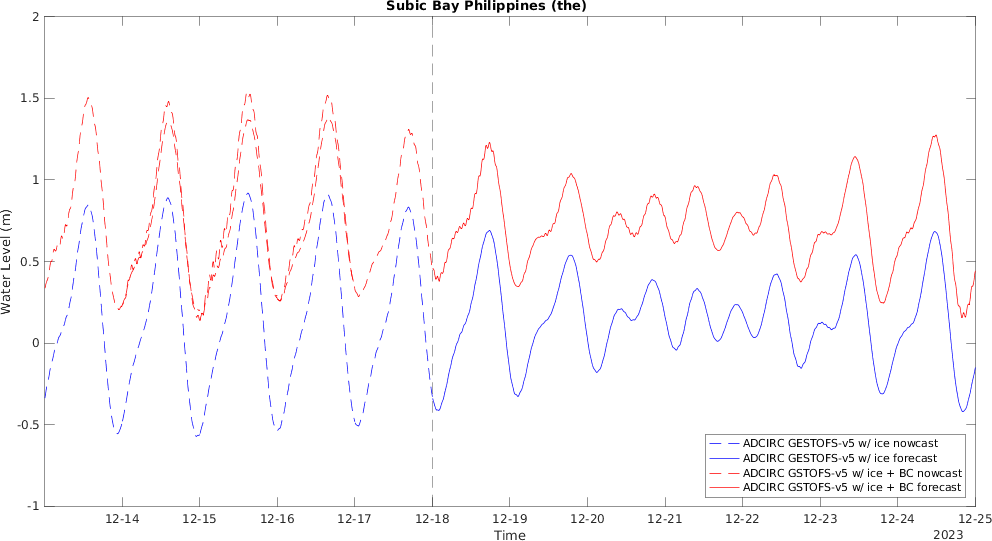 Subic Bay Philippines (the)
2
1.5
1
0.5
0
-0.5
-1
Water Level (m)
12-14 12-15 12-16 12-17 12-18 12-19 12-20 12-21 12-22 12-23 12-24 12-25
Time
2023
ADCIRC GESTOFS-v5 w/ ice nowcast
ADCIRC GESTOFS-v5 w/ ice forecast
ADCIRC GSTOFS-v5 w/ ice + BC nowcast
ADCIRC GSTOFS-v5 w/ ice + BC forecast